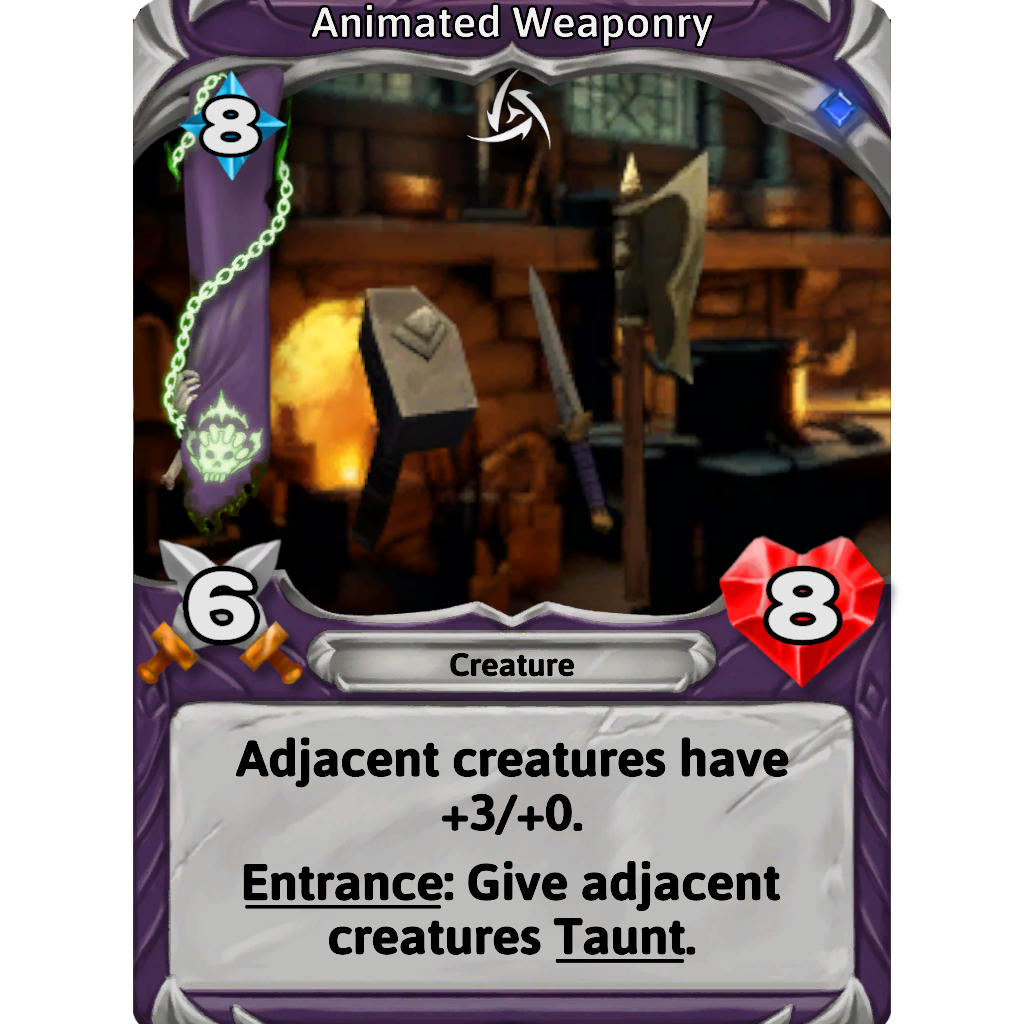 Animated Weaponry
8
6
8
Creature
Adjacent creatures have
+3/+0.
Entrance: Give adjacent
creatures Taunt.